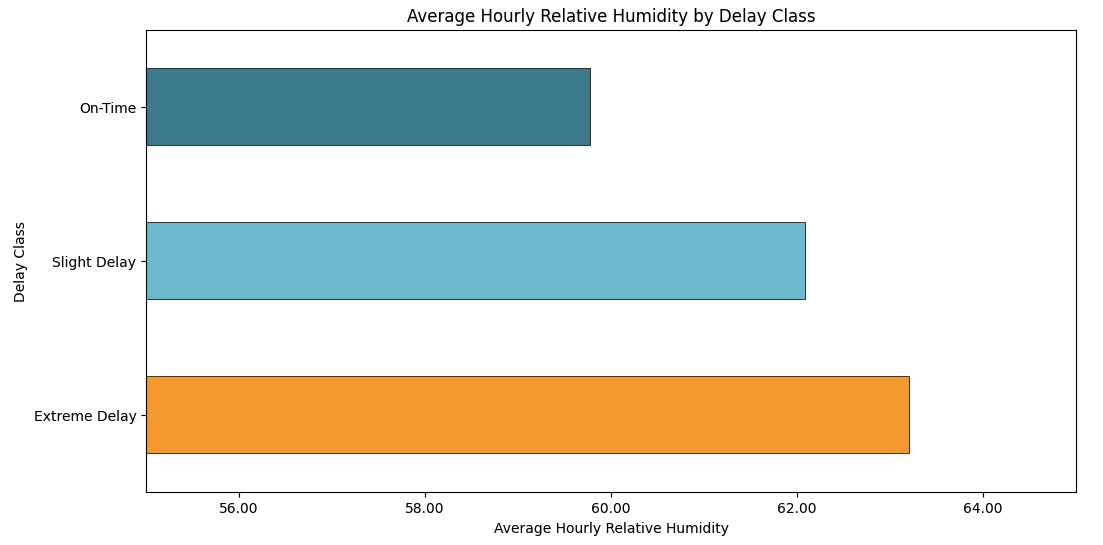 Average Hourly Relative Humidity by Delay Class
On-Time
Slight Delay
Extreme Delay
Delay Class
56.00
58.00
60.00
62.00
64.00
Average Hourly Relative Humidity